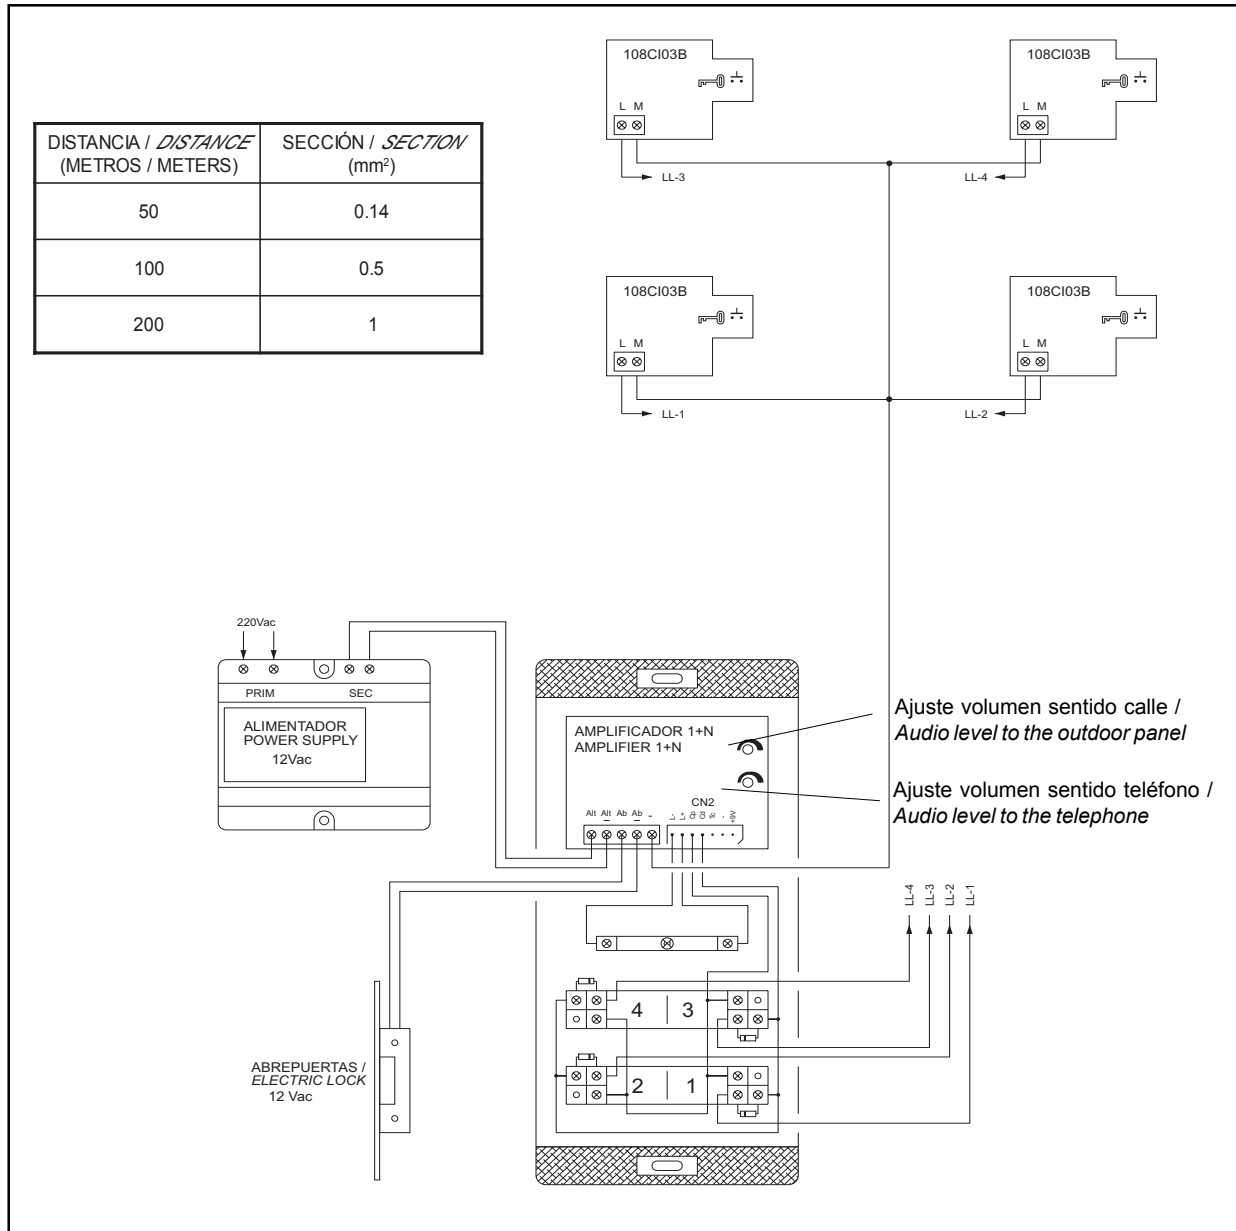 108CI03B
L M
LL-3
108CI03B
L M
LL-4
DISTANCIA / DISTANCE
(METROS / METERS)
SECCIÓN / SECTION
(mm²)
50
0.14
100
0.5
200
1
108CI03B
L M
LL-1
108CI03B
L M
LL-2
220Vac
PRIM
SEC
ALIMENTADOR
POWER SUPPLY
12Vac
AMPLIFICADOR 1+N
AMPLIFIER 1+N
CN2
Alt Alt Ab Ab -
L- L+ Cp Cd Tc - +9V
Ajuste volumen sentido calle /
Audio level to the outdoor panel
Ajuste volumen sentido teléfono /
Audio level to the telephone
LL-4
LL-3
LL-2
LL-1
4 | 3
2 | 1
ABREPUERTAS /
ELECTRIC LOCK
12 Vac